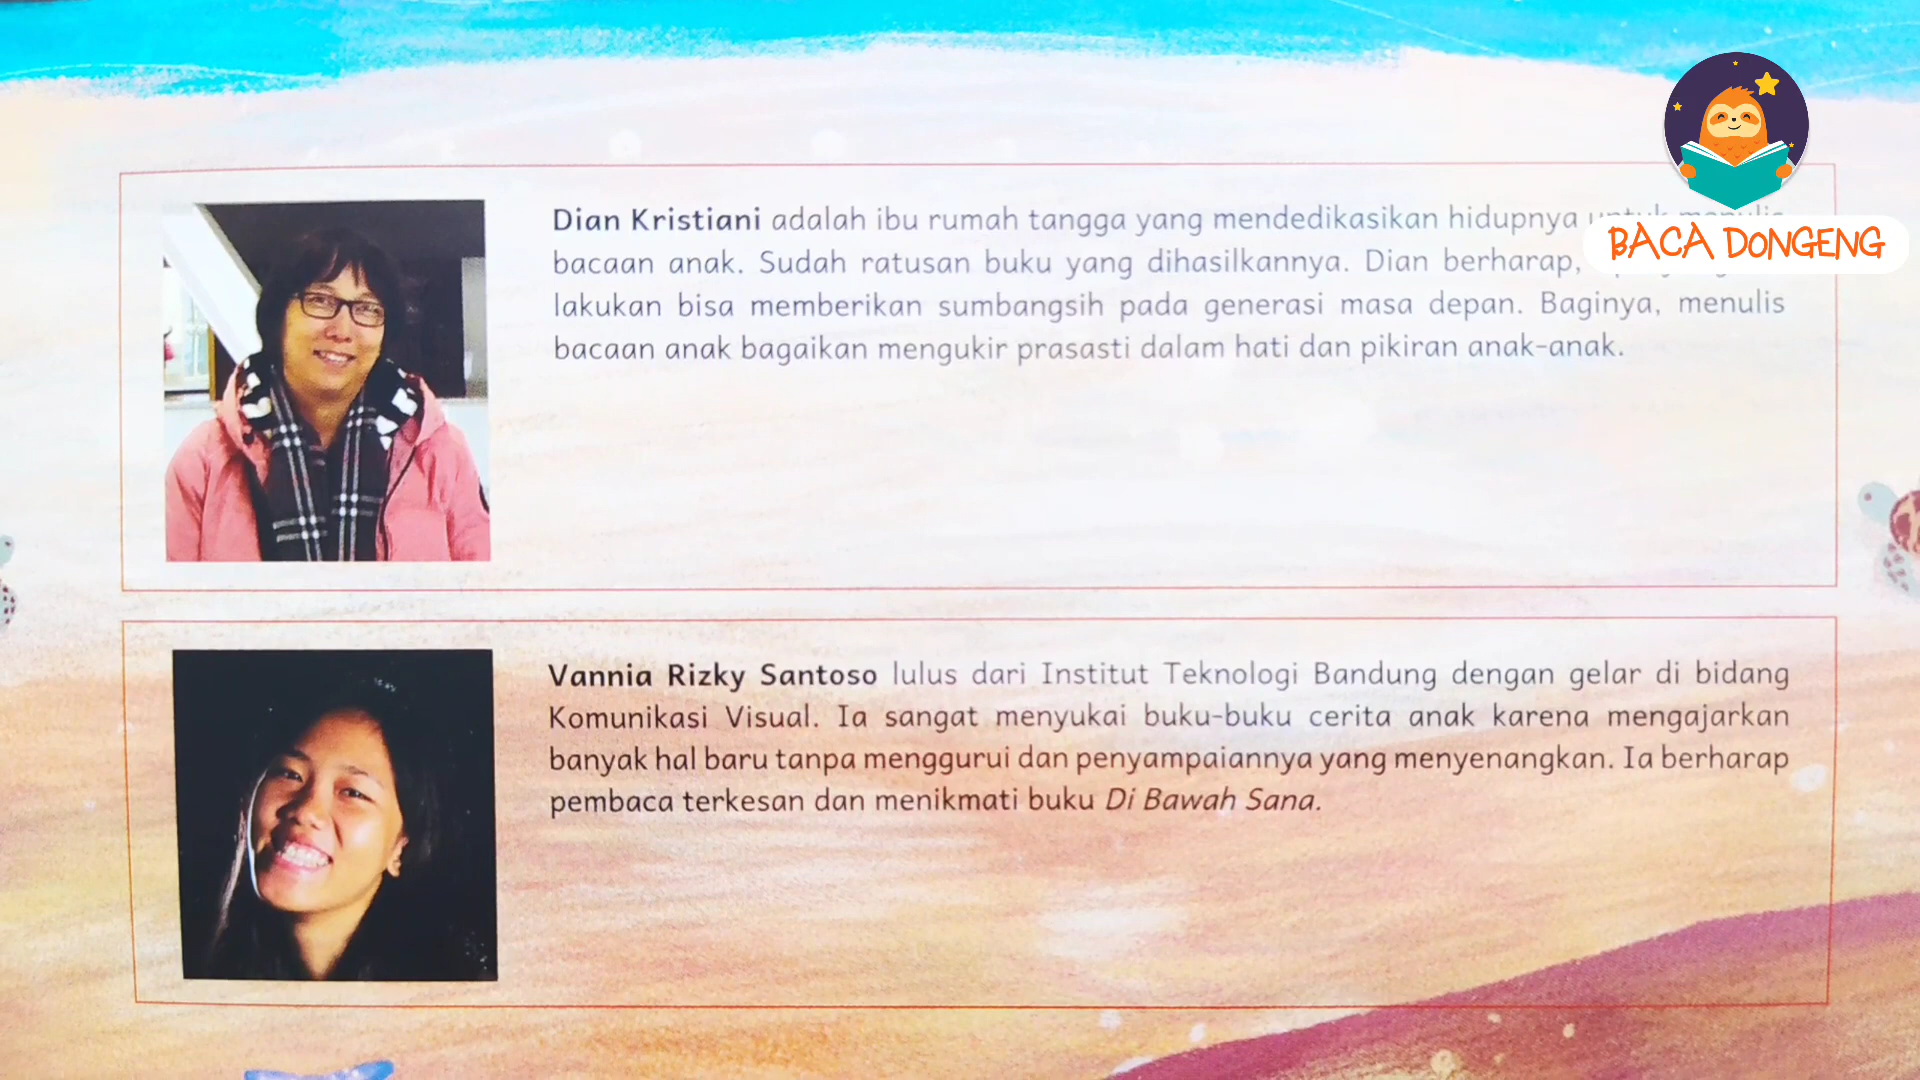 Dian Kristiani adalah ibu rumah tangga yang mendedikasikan hidupnya untuk menulis
bacaan anak. Sudah ratusan buku yang dihasilkannya. Dian berharap,
lakukan bisa memberikan sumbangsih pada generasi masa depan. Baginya, menulis
bacaan anak bagaikan mengukir prasasti dalam hati dan pikiran anak-anak.
BACA DONGENG
Vannia Rizky Santoso lulus dari Institut Teknologi Bandung dengan gelar di bidang
Komunikasi Visual. Ia sangat menyukai buku-buku cerita anak karena mengajarkan
banyak hal baru tanpa menggurui dan penyampaiannya yang menyenangkan. Ia berharap
pembaca terkesan dan menikmati buku Di Bawah Sana.